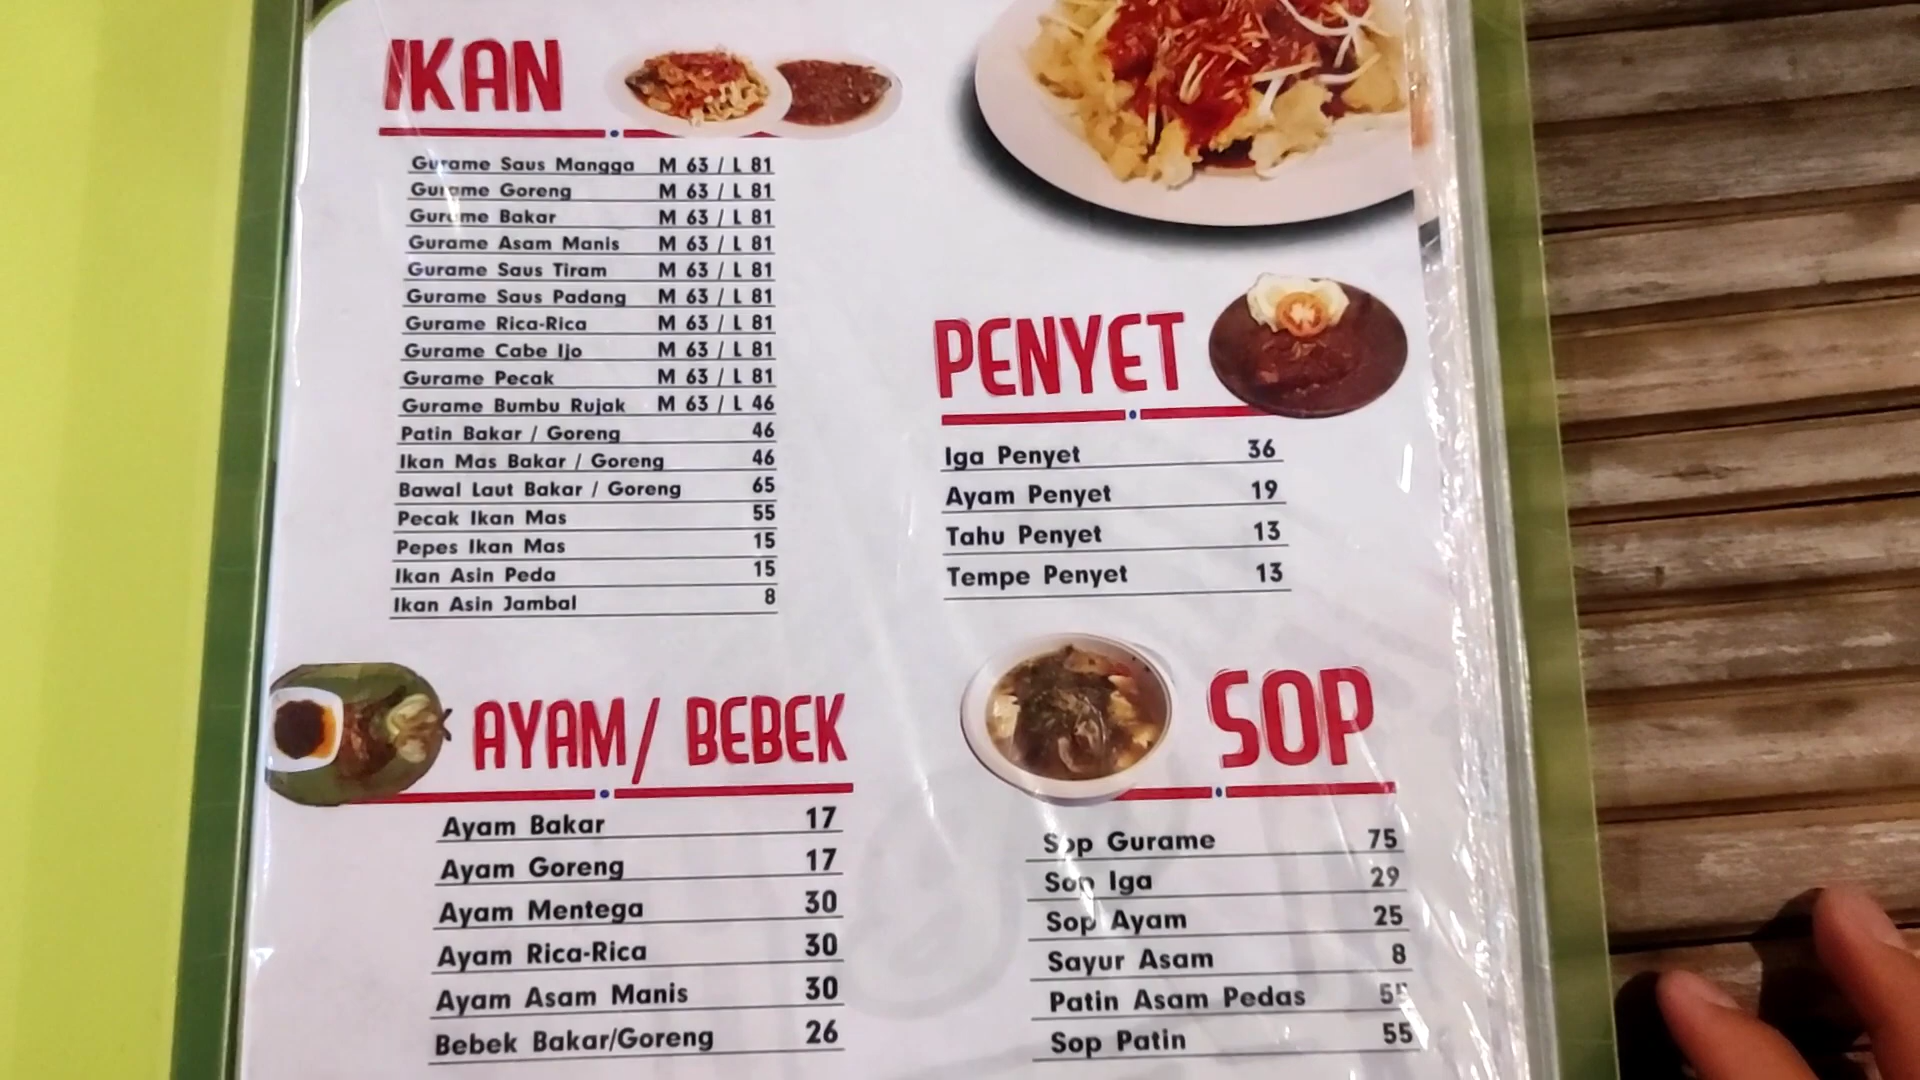 IKAN
Gurame Saus Mangga M 63 / L 81
Gurame Goreng M 63 / L 81
Gurame Bakar M 63 / L 81
Gurame Asam Manis M 63 / L 81
Gurame Saus Tiram M 63 / L 81
Gurame Saus Padang M 63 / L 81
Gurame Rica-Rica M 63 / L 81
Gurame Cabe Ijo M 63 / L 81
Gurame Pecak M 63 / L 81
Gurame Bumbu Rujak M 63 / L 46
Patin Bakar / Goreng 46
Ikan Mas Bakar / Goreng 46
Bawal Laut Bakar / Goreng 65
Pecak Ikan Mas 55
Pepes Ikan Mas 15
Ikan Asin Peda 15
Ikan Asin Jambal 8
AYAM/ BEBEK
Ayam Bakar 17
Ayam Goreng 17
Ayam Mentega 30
Ayam Rica-Rica 30
Ayam Asam Manis 30
Bebek Bakar/Goreng 26
PENYET
Iga Penyet 36
Ayam Penyet 19
Tahu Penyet 13
Tempe Penyet 13
SOP
Sop Gurame 75
Sop Iga 29
Sop Ayam 25
Sayur Asam 8
Patin Asam Pedas 55
Sop Patin 55